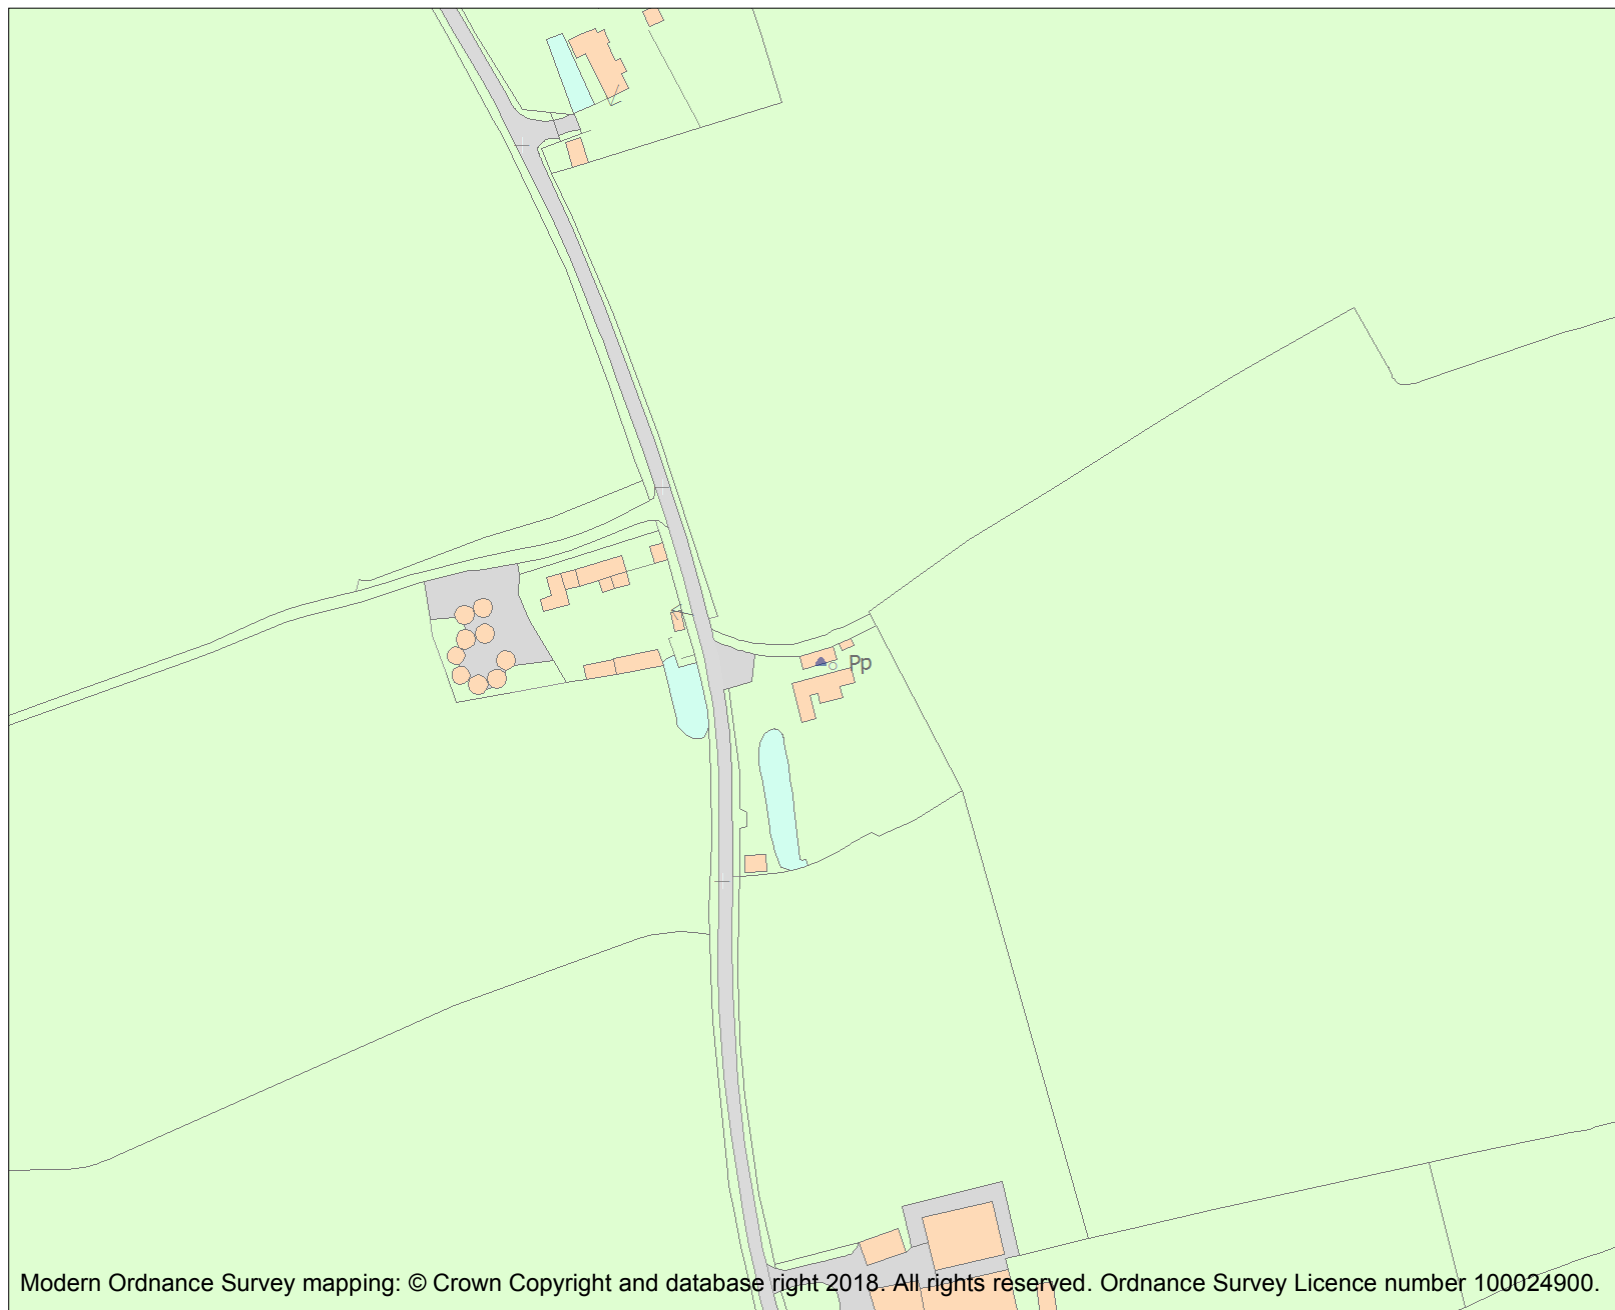 Pp
Modern Ordnance Survey mapping: © Crown Copyright and database right 2018. All rights reserved. Ordnance Survey Licence number 100024900.